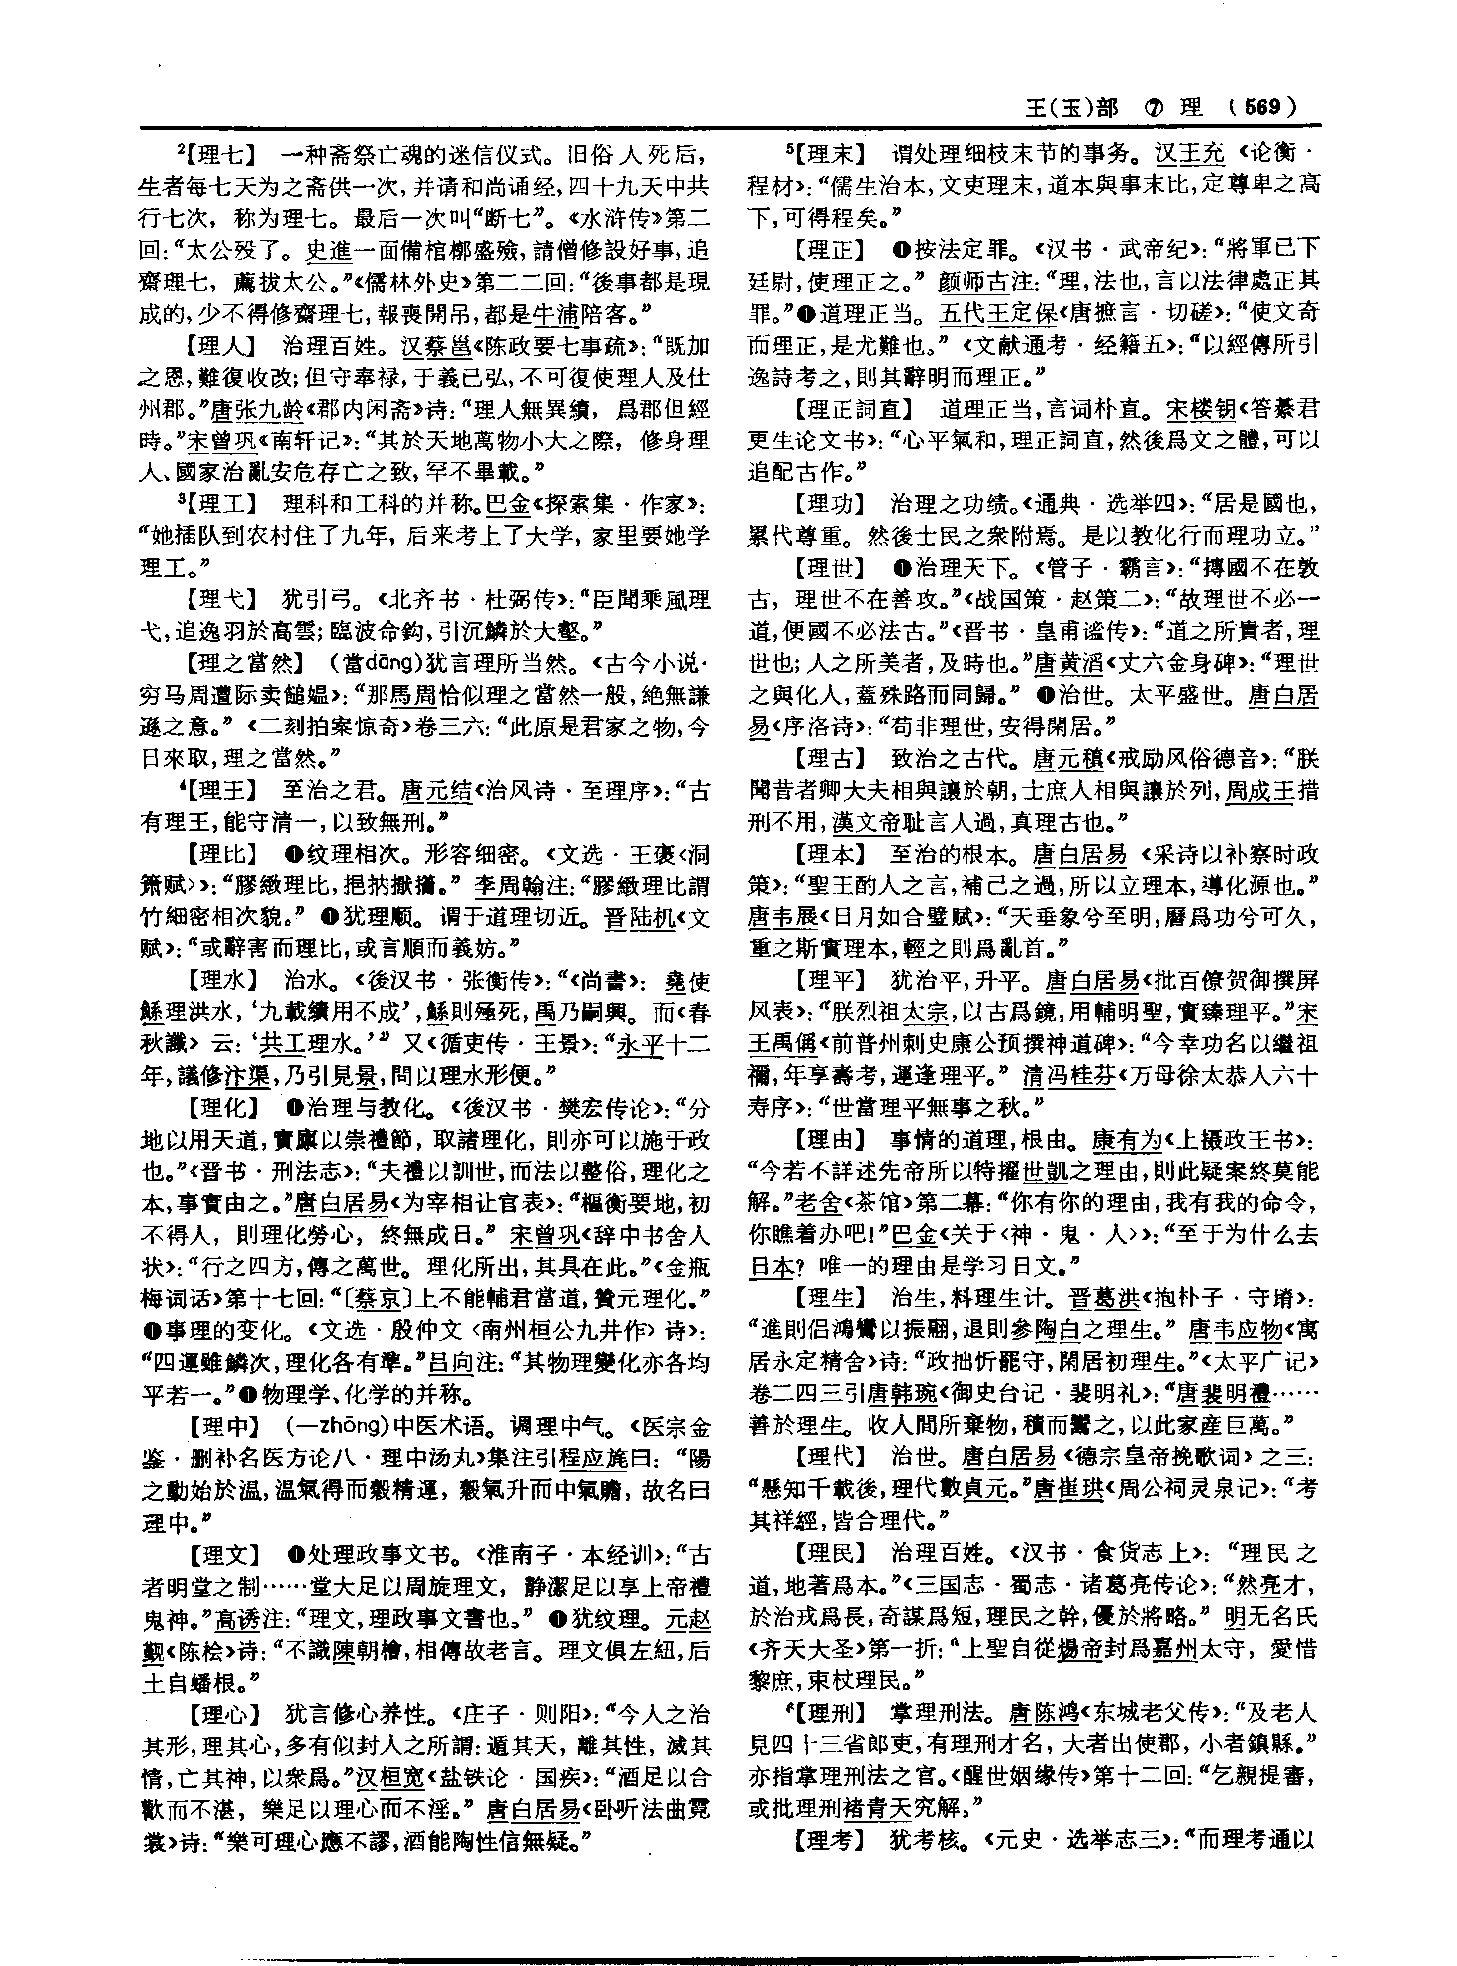 王(玉)部 ⑦ 理 (569)
²【理七】 一种斋祭亡魂的迷信仪式。旧俗人死后，
生者每七天为之斋供一次，并请和尚诵经，四十九天中共
行七次，称为理七。最后一次叫“断七”。《水浒传》第二
回：“太公殁了。史進一面備棺槨盛殮，請僧修設好事，追
齋理七，薦拔太公。”《儒林外史》第二二回：“後事都是現
成的，少不得修齋理七，報喪開吊，都是牛浦陪客。”
【理人】 治理百姓。汉蔡邕《陈政要七事疏》：“既加
之恩，難復收改；但守奉禄，于義已弘，不可復使理人及仕
州郡。”唐张九龄《郡内闲斋》诗：“理人無異績，爲郡但經
時。”宋曾巩《南轩记》：“其於天地萬物小大之際，修身理
人、國家治亂安危存亡之致，罕不畢載。”
³【理工】 理科和工科的并称。巴金《探索集·作家》：
“她插队到农村住了九年，后来考上了大学，家里要她学
理工。”
【理弋】 犹引弓。《北齐书·杜弼传》：“臣聞乘風理
弋，追逸羽於高雲；臨波命鈎，引沉鱗於大壑。”
【理之當然】 (當dāng)犹言理所当然。《古今小说·
穷马周遭际卖䭔媪》：“那馬周恰似理之當然一般，絶無謙
遜之意。”《二刻拍案惊奇》卷三六：“此原是君家之物，今
日來取，理之當然。”
⁴【理王】 至治之君。唐元结《治风诗·至理序》：“古
有理王，能守清一，以致無刑。”
【理比】 ❶纹理相次。形容细密。《文选·王褒〈洞
箫赋〉》：“膠緻理比，挹抐撳㩎。”李周翰注：“膠緻理比謂
竹細密相次貌。” ❶犹理顺。谓于道理切近。晋陆机《文
赋》：“或辭害而理比，或言順而義妨。”
【理水】 治水。《後汉书·张衡传》：“《尚書》：堯使
鯀理洪水，‘九載績用不成’，鯀則殛死，禹乃嗣興。而《春
秋讖》云：‘共工理水。’”又《循吏传·王景》：“永平十二
年，議修汴渠，乃引見景，問以理水形便。”
【理化】 ❶治理与教化。《後汉书·樊宏传论》：“分
地以用天道，實廩以崇禮節，取諸理化，則亦可以施于政
也。”《晋书·刑法志》：“夫禮以訓世，而法以整俗，理化之
本，事實由之。”唐白居易《为宰相让官表》：“樞衡要地，初
不得人，則理化勞心，終無成日。”宋曾巩《辞中书舍人
状》：“行之四方，傳之萬世。理化所出，其具在此。”《金瓶
梅词话》第十七回：“〔蔡京〕上不能輔君當道，贊元理化。”
❶事理的变化。《文选·殷仲文〈南州桓公九井作〉诗》：
“四運雖鱗次，理化各有準。”吕向注：“其物理變化亦各均
平若一。”❶物理学、化学的并称。
【理中】 (—zhōng)中医术语。调理中气。《医宗金
鉴·删补名医方论八·理中汤丸》集注引程应旄曰：“陽
之動始於温，温氣得而穀精運，穀氣升而中氣贍，故名曰
理中。”
【理文】 ❶处理政事文书。《淮南子·本经训》：“古
者明堂之制……堂大足以周旋理文，静潔足以享上帝禮
鬼神。”高诱注：“理文，理政事文書也。” ❶犹纹理。元赵
觐《陈桧》诗：“不識陳朝檜，相傳故老言。理文俱左紐，后
土自蟠根。”
【理心】 犹言修心养性。《庄子·则阳》：“今人之治
其形，理其心，多有似封人之所謂：遁其天，離其性，滅其
情，亡其神，以衆爲。”汉桓宽《盐铁论·国疾》：“酒足以合
歡而不湛，樂足以理心而不淫。”唐白居易《卧听法曲霓
裳》诗：“樂可理心應不謬，酒能陶性信無疑。”
⁵【理末】 谓处理细枝末节的事务。汉王充《论衡·
程材》：“儒生治本，文吏理末，道本與事末比，定尊卑之高
下，可得程矣。”
【理正】 ❶按法定罪。《汉书·武帝纪》：“將軍已下
廷尉，使理正之。”颜师古注：“理，法也，言以法律處正其
罪。”❶道理正当。五代王定保《唐摭言·切磋》：“使文奇
而理正，是尤難也。”《文献通考·经籍五》：“以經傳所引
逸詩考之，則其辭明而理正。”
【理正詞直】 道理正当，言词朴直。宋楼钥《答綦君
更生论文书》：“心平氣和，理正詞直，然後爲文之體，可以
追配古作。”
【理功】 治理之功绩。《通典·选举四》：“居是國也，
累代尊重。然後士民之衆附焉。是以教化行而理功立。”
【理世】 ❶治理天下。《管子·霸言》：“摶國不在敦
古，理世不在善攻。”《战国策·赵策二》：“故理世不必一
道，便國不必法古。”《晋书·皇甫谧传》：“道之所貴者，理
世也；人之所美者，及時也。”唐黄滔《丈六金身碑》：“理世
之與化人，蓋殊路而同歸。” ❶治世。太平盛世。唐白居
易《序洛诗》：“苟非理世，安得閑居。”
【理古】 致治之古代。唐元稹《戒励风俗德音》：“朕
聞昔者卿大夫相與讓於朝，士庶人相與讓於列，周成王措
刑不用，漢文帝耻言人過，真理古也。”
【理本】 至治的根本。唐白居易《采诗以补察时政
策》：“聖王酌人之言，補己之過，所以立理本，導化源也。”
唐韦展《日月如合璧赋》：“天垂象兮至明，曆爲功兮可久，
重之斯實理本，輕之則爲亂首。”
【理平】 犹治平，升平。唐白居易《批百僚贺御撰屏
风表》：“朕烈祖太宗，以古爲鏡，用輔明聖，實臻理平。”宋
王禹偁《前普州刺史康公预撰神道碑》：“今幸功名以繼祖
禰，年享壽考，運逢理平。”清冯桂芬《万母徐太恭人六十
寿序》：“世當理平無事之秋。”
【理由】 事情的道理，根由。康有为《上摄政王书》：
“今若不詳述先帝所以特擢世凱之理由，則此疑案終莫能
解。”老舍《茶馆》第二幕：“你有你的理由，我有我的命令，
你瞧着办吧！”巴金《关于〈神·鬼·人〉》：“至于为什么去
日本？唯一的理由是学习日文。”
【理生】 治生，料理生计。晋葛洪《抱朴子·守塉》：
“進則侣鴻鸞以振翮，退則參陶白之理生。”唐韦应物《寓
居永定精舍》诗：“政拙忻罷守，閑居初理生。”《太平广记》
卷二四三引唐韩琬《御史台记·裴明礼》：“唐裴明禮……
善於理生。收人間所棄物，積而鬻之，以此家産巨萬。”
【理代】 治世。唐白居易《德宗皇帝挽歌词》之三：
“懸知千載後，理代數貞元。”唐崔珙《周公祠灵泉记》：“考
其祥經，皆合理代。”
【理民】 治理百姓。《汉书·食货志上》：“理民之
道，地著爲本。”《三国志·蜀志·诸葛亮传论》：“然亮才，
於治戎爲長，奇謀爲短，理民之幹，優於將略。”明无名氏
《齐天大圣》第一折：“上聖自從揚帝封爲嘉州太守，愛惜
黎庶，束杖理民。”
⁶【理刑】 掌理刑法。唐陈鸿《东城老父传》：“及老人
見四十三省郎吏，有理刑才名，大者出使郡，小者鎮縣。”
亦指掌理刑法之官。《醒世姻缘传》第十二回：“乞親提審，
或批理刑褚青天究解。”
【理考】 犹考核。《元史·选举志三》：“而理考通以